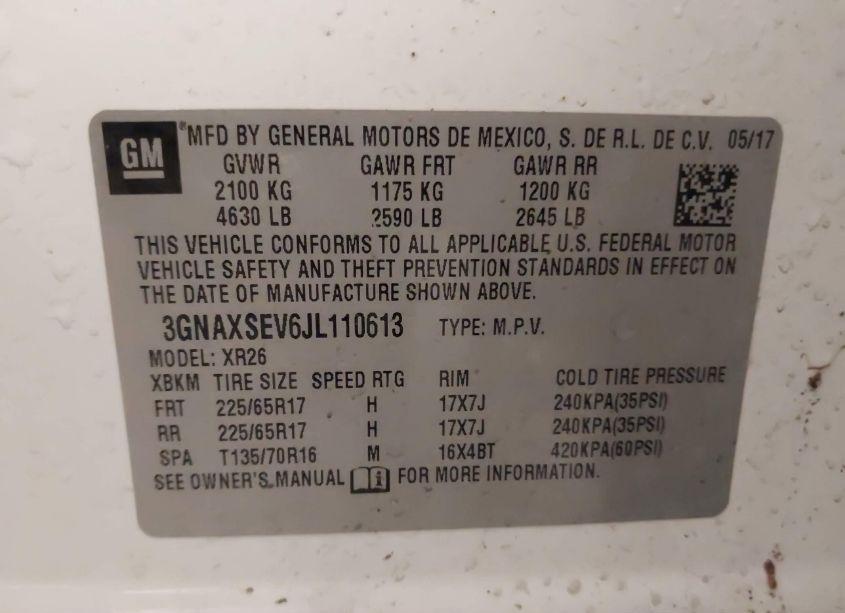 GM
MFD BY GENERAL MOTORS DE MEXICO, S. DE R.L. DE C.V. 05/17
GVWR GAWR FRT GAWR RR
2100 KG 1175 KG 1200 KG
4630 LB 2590 LB 2645 LB
THIS VEHICLE CONFORMS TO ALL APPLICABLE U.S. FEDERAL MOTOR
VEHICLE SAFETY AND THEFT PREVENTION STANDARDS IN EFFECT ON
THE DATE OF MANUFACTURE SHOWN ABOVE.
3GNAXSEV6JL110613 TYPE: M.P.V.
MODEL: XR26
XBKM TIRE SIZE SPEED RTG RIM COLD TIRE PRESSURE
FRT 225/65R17 H 17X7J 240KPA(35PSI)
RR 225/65R17 H 17X7J 240KPA(35PSI)
SPA T135/70R16 M 16X4BT 420KPA(60PSI)
SEE OWNER'S MANUAL FOR MORE INFORMATION.